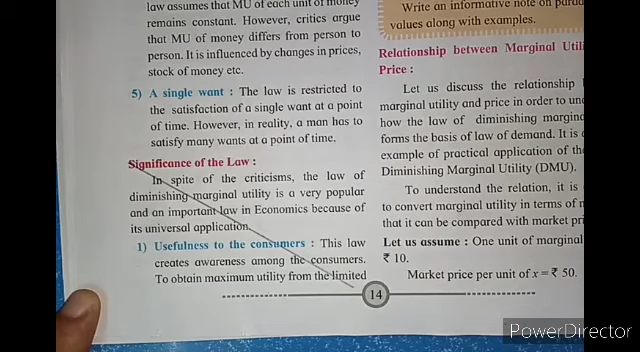 law assumes that MU of each unit of money
remains constant. However, critics argue
that MU of money differs from person to
person. It is influenced by changes in prices,
stock of money etc.
5) A single want : The law is restricted to
the satisfaction of a single want at a point
of time. However, in reality, a man has to
satisfy many wants at a point of time.
Significance of the Law :
In spite of the criticisms, the law of
diminishing marginal utility is a very popular
and an important law in Economics because of
its universal application.
1) Usefulness to the consumers : This law
creates awareness among the consumers.
To obtain maximum utility from the limited
Write an informative note on
values along with examples.
Relationship between Marginal
Price :
Let us discuss the relationship
marginal utility and price in order to
how the law of diminishing
forms the basis of law of demand. It is
example of practical application of
Diminishing Marginal Utility (DMU).
To understand the relation, it is
to convert marginal utility in terms of
that it can be compared with market
Let us assume : One unit of marginal
₹ 10.
Market price per unit of x = ₹ 50.
14
PowerDirector